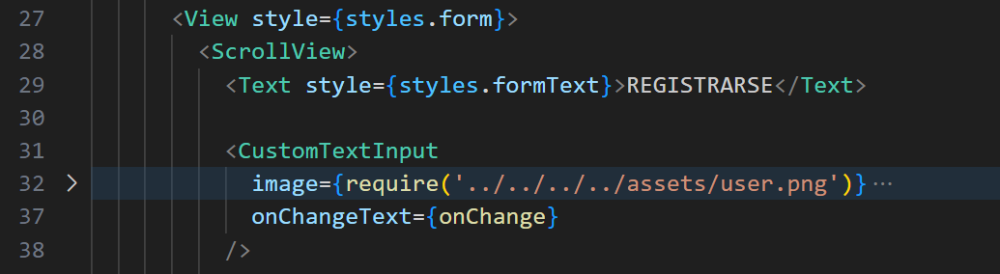 27 <View style={styles.form}>
28 <ScrollView>
29 <Text style={styles.formText}>REGISTRARSE</Text>
30
31 <CustomTextInput
32 image={require('../../../../assets/user.png')} ···
37 onChangeText={onChange}
38 />